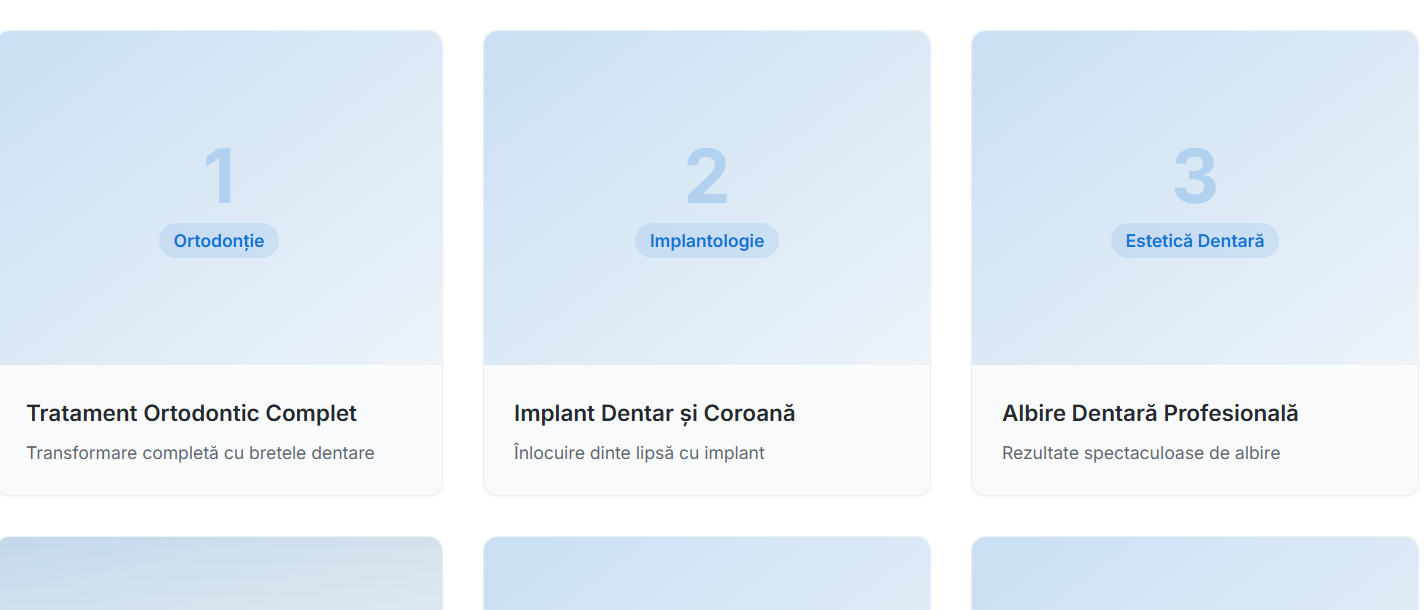 1
Ortodonție
Tratament Ortodontic Complet
Transformare completă cu bretele dentare
2
Implantologie
Implant Dentar și Coroană
Înlocuire dinte lipsă cu implant
3
Estetică Dentară
Albire Dentară Profesională
Rezultate spectaculoase de albire